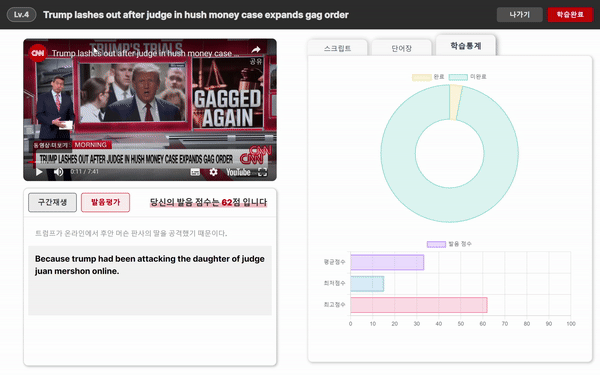 Lv.4
Trump lashes out after judge in hush money case expands gag order
나가기
학습완료
CNN
Trump lashes out after judge in hush money case ...
공유
TRUMP'S TRIALS
GAGGED
AGAIN
동영상 더보기
MORNING
TRUMP LASHES OUT AFTER JUDGE IN HUSH MONEY CASE EXPANDS GAG ORDER
CNN
0:11 / 7:41
YouTube
구간재생
발음평가
당신의 발음 점수는 62점 입니다
트럼프가 온라인에서 후안 머슨 판사의 딸을 공격했기 때문이다.
Because trump had been attacking the daughter of judge
juan mershon online.
스크립트
단어장
학습통계
완료
미완료
발음 점수
평균점수
최저점수
최고점수
0 10 20 30 40 50 60 70 80 90 100